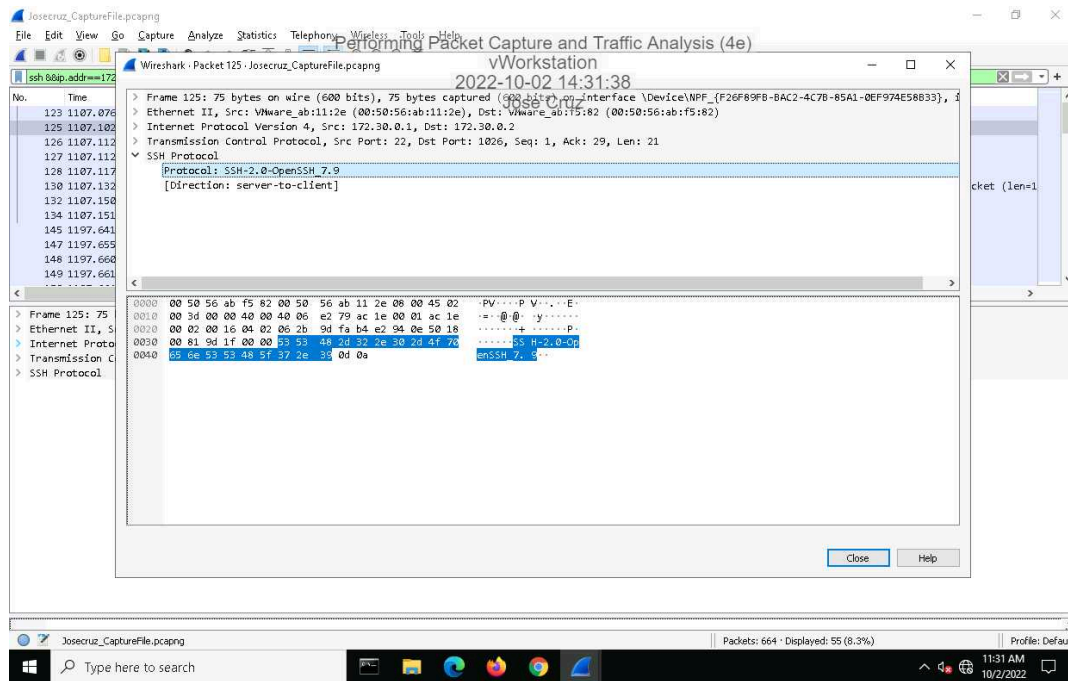 Josecruz_CaptureFile.pcapng
File Edit View Go Capture Analyze Statistics Telephony Wireless Tools Help
Performing Packet Capture and Traffic Analysis (4e)
vWorkstation
2022-10-02 14:31:38
Jose Cruz
ssh &&ip.addr==172
Wireshark · Packet 125 · Josecruz_CaptureFile.pcapng
No. Time
123 1107.076
125 1107.102
126 1107.112
127 1107.112
128 1107.117
130 1107.132
132 1107.150
134 1107.151
145 1197.641
147 1197.655
148 1197.660
149 1197.661
cket (len=1
Frame 125: 75 bytes on wire (600 bits), 75 bytes captured (600 bits) on interface \Device\NPF_{F26F89FB-BAC2-4C7B-85A1-0EF974E58B33}, i
Ethernet II, Src: VMware_ab:11:2e (00:50:56:ab:11:2e), Dst: VMware_ab:f5:82 (00:50:56:ab:f5:82)
Internet Protocol Version 4, Src: 172.30.0.1, Dst: 172.30.0.2
Transmission Control Protocol, Src Port: 22, Dst Port: 1026, Seq: 1, Ack: 29, Len: 21
SSH Protocol
Protocol: SSH-2.0-OpenSSH_7.9
[Direction: server-to-client]
0000 00 50 56 ab f5 82 00 50 56 ab 11 2e 08 00 45 02 ·PV····P V··.··E·
0010 00 3d 00 00 40 00 40 06 e2 79 ac 1e 00 01 ac 1e ·=··@·@· ·y······
0020 00 02 00 16 04 02 06 2b 9d fa b4 e2 94 0e 50 18 ·······+ ······P·
0030 00 81 9d 1f 00 00 53 53 48 2d 32 2e 30 2d 4f 70 ······SS H-2.0-Op
0040 65 6e 53 53 48 5f 37 2e 39 0d 0a enSSH_7. 9··
Frame 125: 75
Ethernet II, S
Internet Proto
Transmission C
SSH Protocol
Close Help
Josecruz_CaptureFile.pcapng
Packets: 664 · Displayed: 55 (8.3%)
Profile: Defau
Type here to search
11:31 AM
10/2/2022